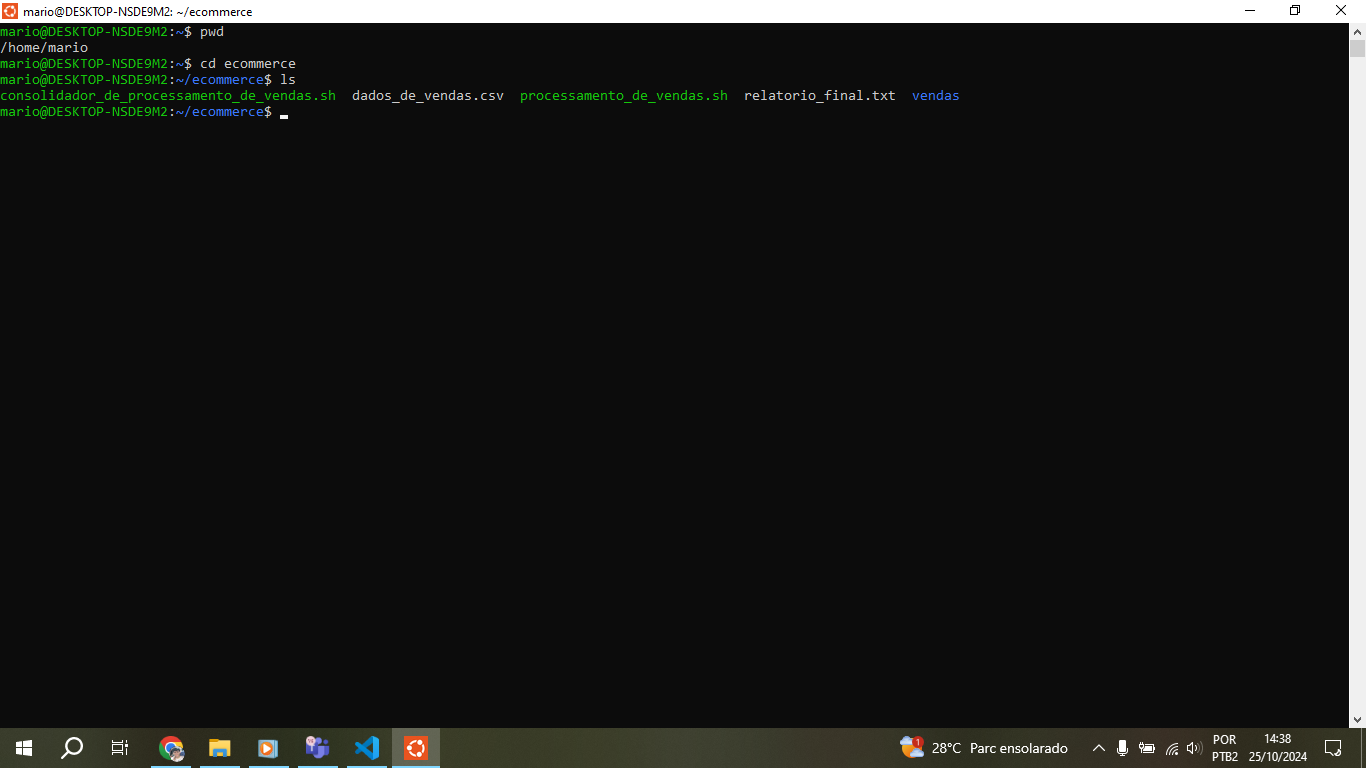 mario@DESKTOP-NSDE9M2: ~/ecommerce
mario@DESKTOP-NSDE9M2:~$ pwd
/home/mario
mario@DESKTOP-NSDE9M2:~$ cd ecommerce
mario@DESKTOP-NSDE9M2:~/ecommerce$ ls
consolidador_de_processamento_de_vendas.sh  dados_de_vendas.csv  processamento_de_vendas.sh  relatorio_final.txt  vendas
mario@DESKTOP-NSDE9M2:~/ecommerce$
1
28°C Parc ensolarado
POR
PTB2
14:38
25/10/2024